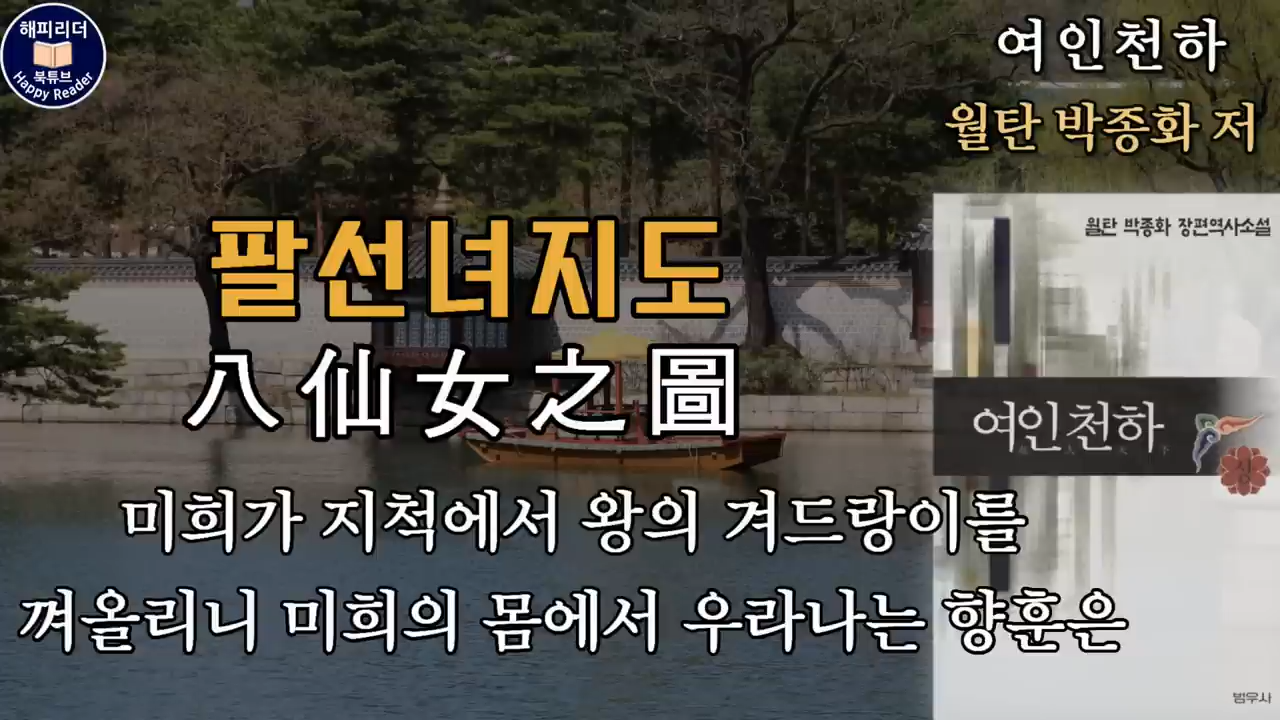 해피리더
북튜브
Happy Reader
여인천하
월탄 박종화 저
월탄 박종화 장편역사소설
팔선녀지도
八仙女之圖
여인천하
상
미희가 지척에서 왕의 겨드랑이를
껴올리니 미희의 몸에서 우라나는 향훈은
범우사